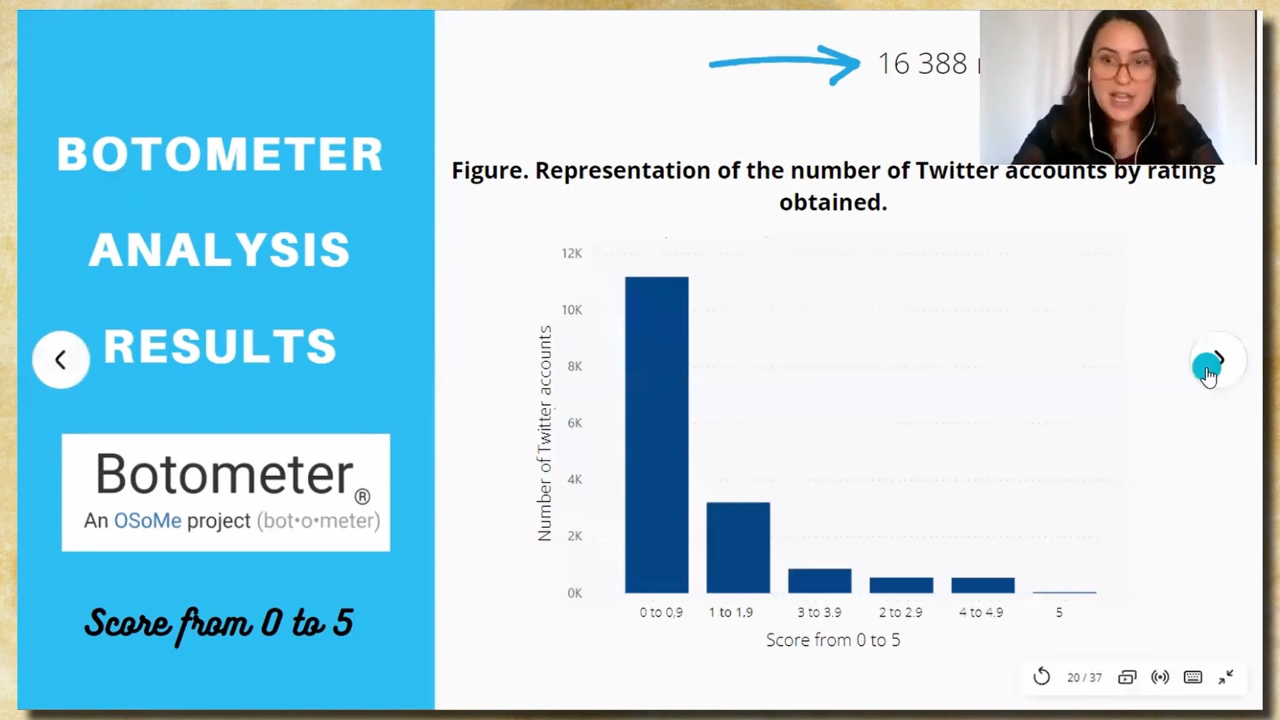 16 388
BOTOMETER
ANALYSIS
RESULTS
Botometer®
An OSoMe project (bot•o•meter)
Score from 0 to 5
Figure. Representation of the number of Twitter accounts by rating
obtained.
12K
10K
8K
6K
4K
2K
0K
Number of Twitter accounts
0 to 0,9 1 to 1,9 3 to 3.9 2 to 2.9 4 to 4.9 5
Score from 0 to 5
20 / 37